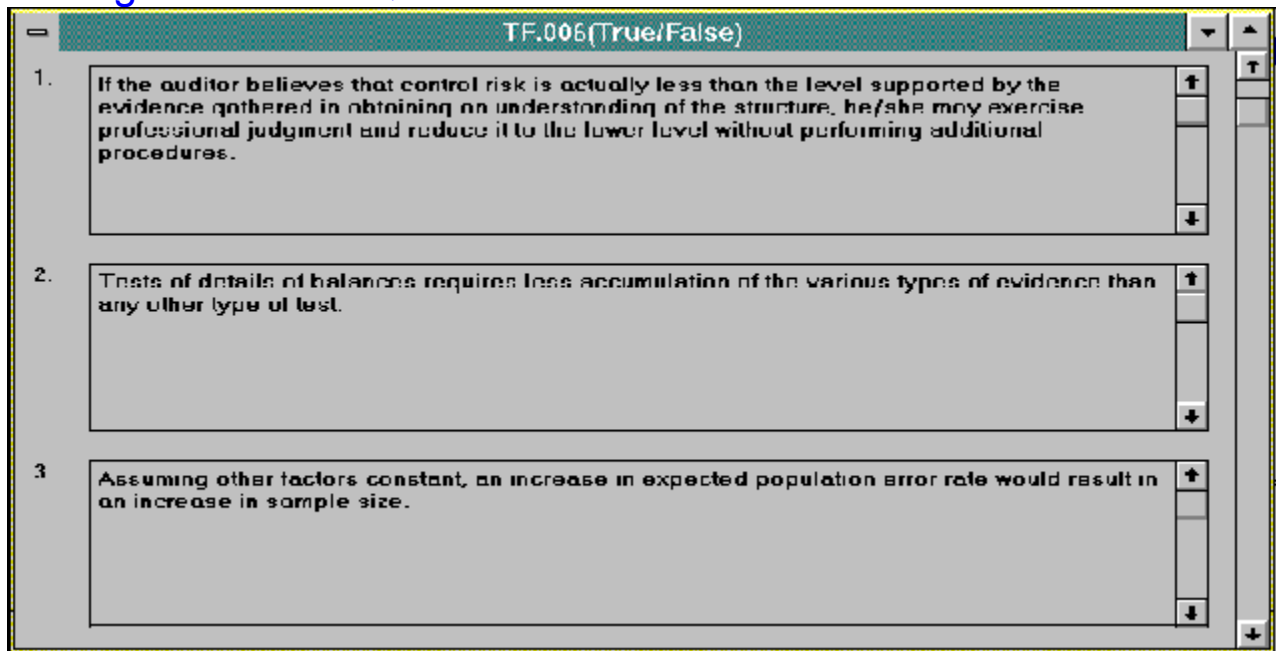 TF.006(True/False)
1.
If the auditor believes that control risk is actually less than the level supported by the
evidence gathered in obtaining an understanding of the structure, he/she may exercise
professional judgment and reduce it to the lower level without performing additional
procedures.
2.
Tests of details of balances requires less accumulation of the various types of evidence than
any other type of test.
3
Assuming other factors constant, an increase in expected population error rate would result in
an increase in sample size.